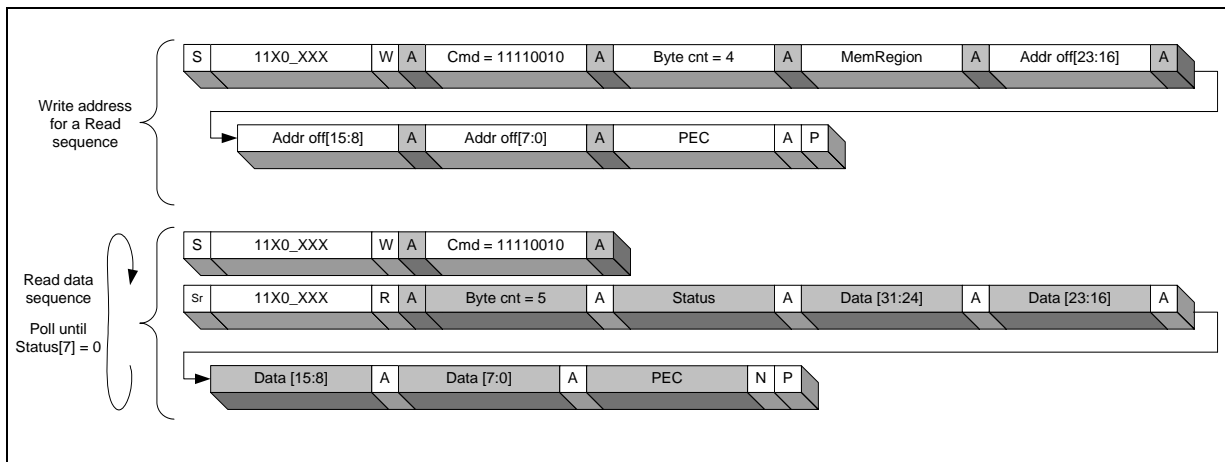 S 11X0_XXX W A Cmd = 11110010 A Byte cnt = 4 A MemRegion A Addr off[23:16] A
Write address
for a Read
sequence
Addr off[15:8] A Addr off[7:0] A PEC A P
S 11X0_XXX W A Cmd = 11110010 A
Read data
sequence
Poll until
Status[7] = 0
Sr 11X0_XXX R A Byte cnt = 5 A Status A Data [31:24] A Data [23:16] A
Data [15:8] A Data [7:0] A PEC N P